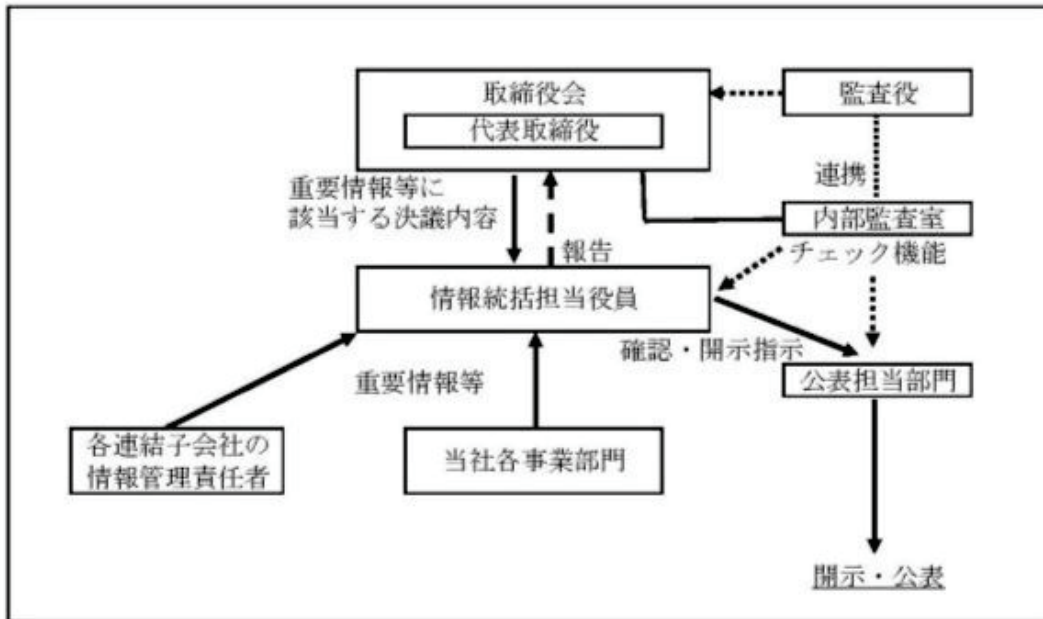 取締役会
代表取締役
監査役
重要情報等に
該当する決議内容
連携
内部監査室
チェック機能
報告
情報統括担当役員
確認・開示指示
重要情報等
公表担当部門
各連結子会社の
情報管理責任者
当社各事業部門
開示・公表